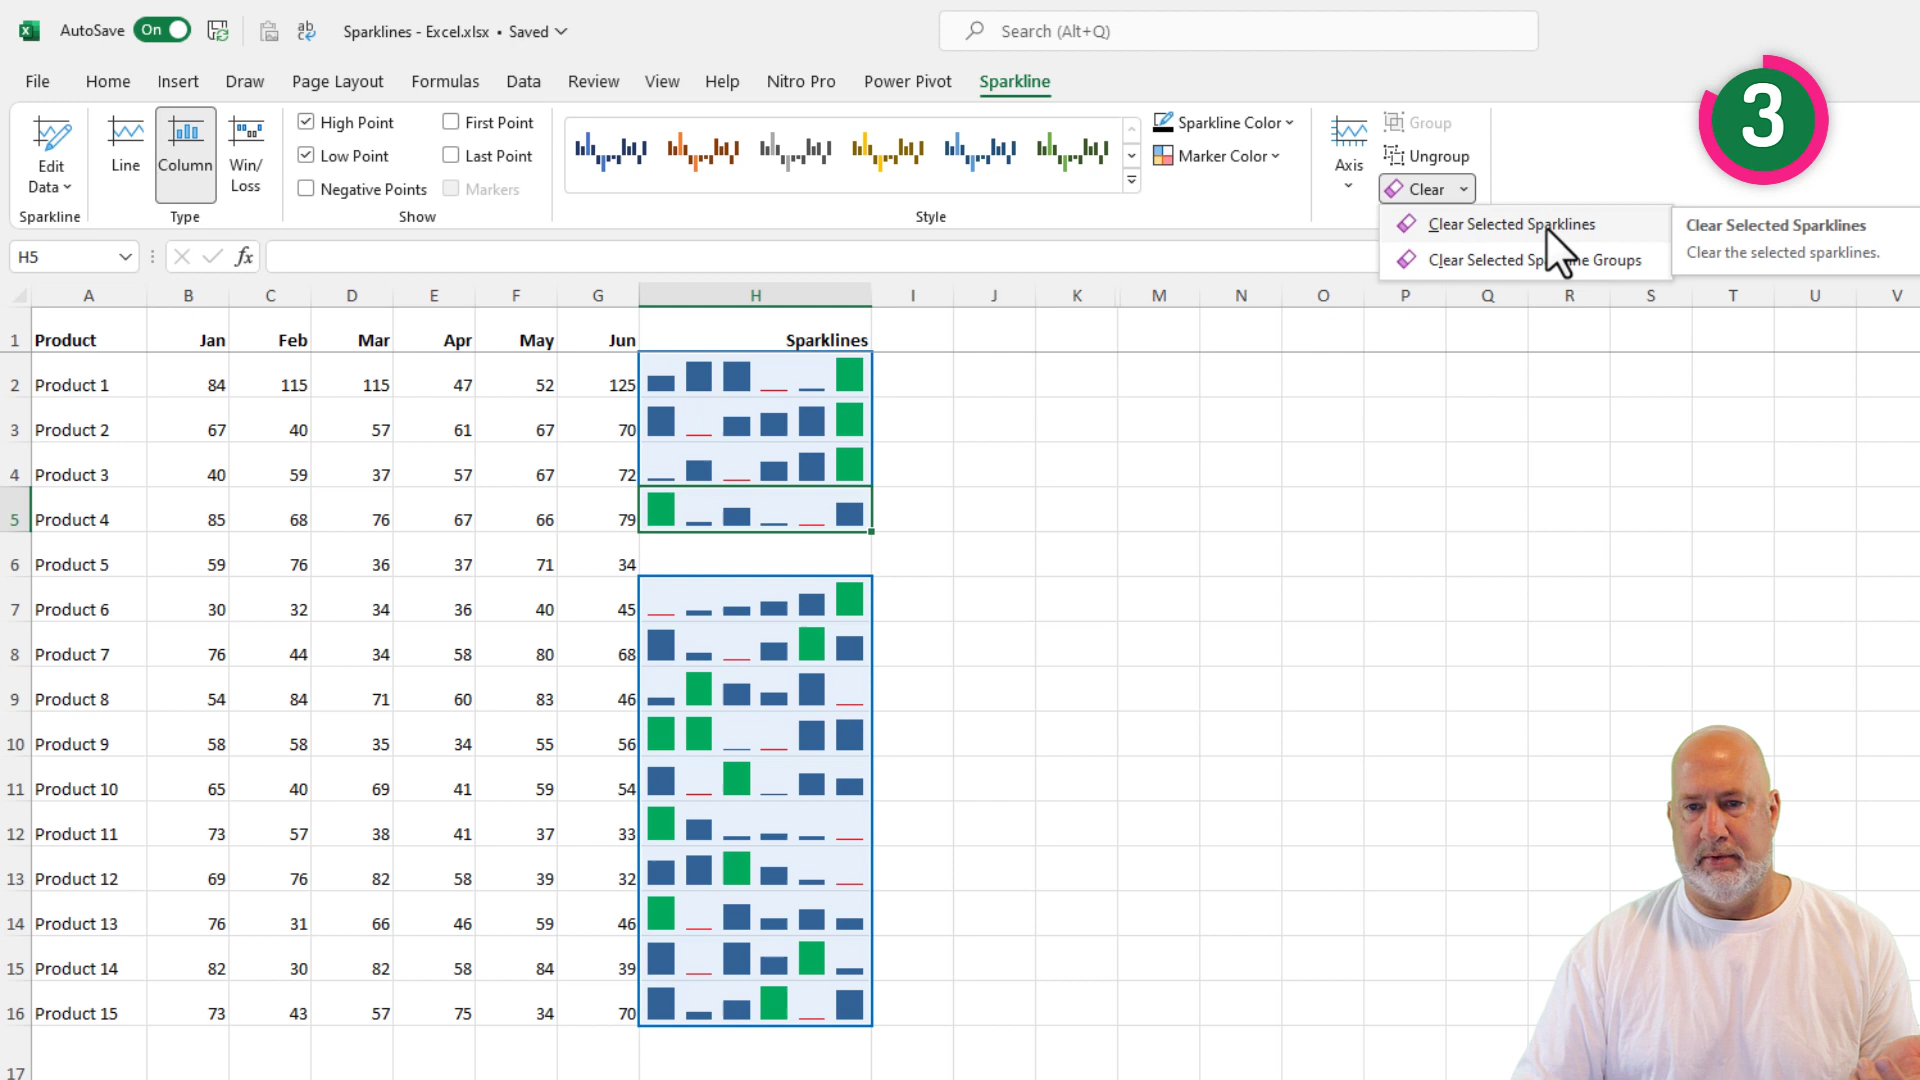 AutoSave On Sparklines - Excel.xlsx • Saved Search (Alt+Q)
File Home Insert Draw Page Layout Formulas Data Review View Help Nitro Pro Power Pivot Sparkline
3
Edit Data
Sparkline
Line Column Win/Loss
Type
High Point First Point
Low Point Last Point
Negative Points Markers
Show
Style
Sparkline Color
Marker Color
Axis
Group
Ungroup
Clear
Clear Selected Sparklines
Clear Selected Groups
Clear Selected Sparklines
Clear the selected sparklines.
H5 fx
A B C D E F G H I J K L M N O P Q R S T U V
1 Product Jan Feb Mar Apr May Jun Sparklines
2 Product 1 84 115 115 47 52 125
3 Product 2 67 40 57 61 67 70
4 Product 3 40 59 37 57 67 72
5 Product 4 85 68 76 67 66 79
6 Product 5 59 76 36 37 71 34
7 Product 6 30 32 34 36 40 45
8 Product 7 76 44 34 58 80 68
9 Product 8 54 84 71 60 83 46
10 Product 9 58 58 35 34 55 56
11 Product 10 65 40 69 41 59 54
12 Product 11 73 57 38 41 37 33
13 Product 12 69 76 82 58 39 32
14 Product 13 76 31 66 46 59 46
15 Product 14 82 30 82 58 84 39
16 Product 15 73 43 57 75 34 70
17